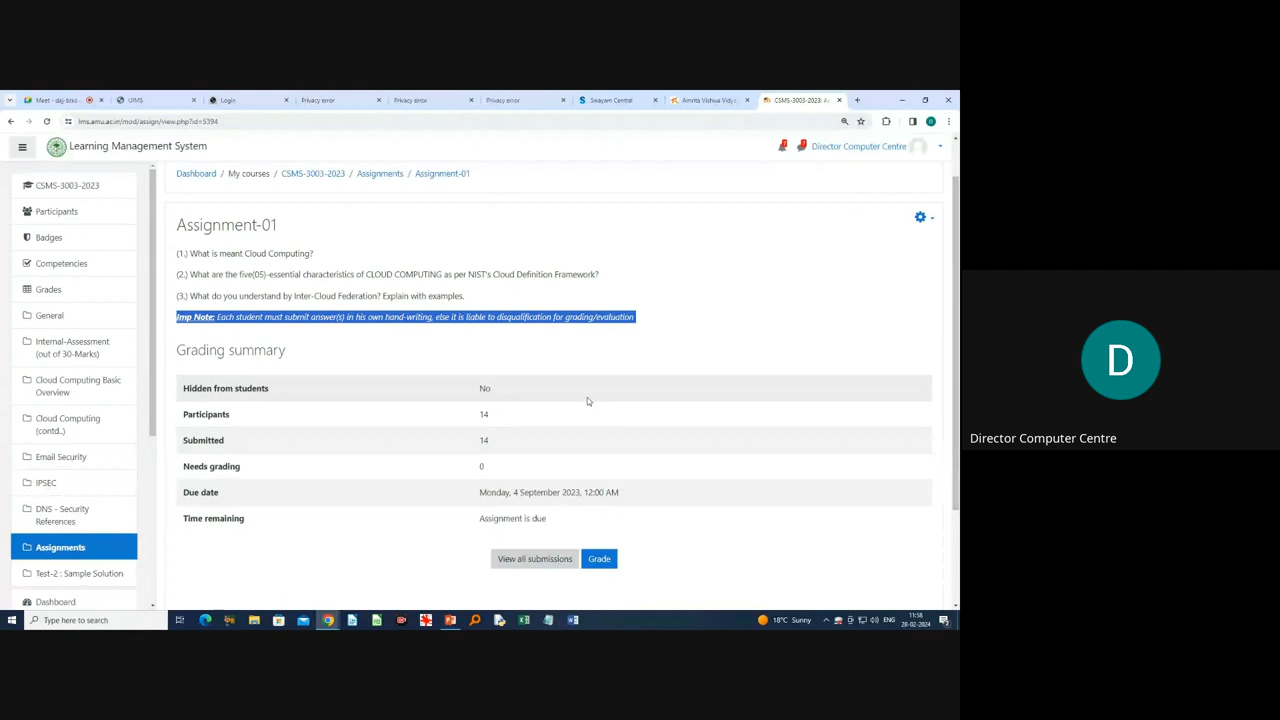 Meet - alaj-brko
UIMS
Login
Privacy error
Privacy error
Privacy error
Swayam Central
Amrita Vishwa Vidy
CSMS-3003-2023: A
lms.amu.ac.in/mod/assign/view.php?id=5394
Learning Management System
Director Computer Centre
CSMS-3003-2023
Participants
Badges
Competencies
Grades
General
Internal-Assessment
(out of 30-Marks)
Cloud Computing Basic
Overview
Cloud Computing
(contd..)
Email Security
IPSEC
DNS - Security
References
Assignments
Test-2 : Sample Solution
Dashboard
Dashboard / My courses / CSMS-3003-2023 / Assignments / Assignment-01
Assignment-01
(1.) What is meant Cloud Computing?
(2.) What are the five(05)-essential characteristics of CLOUD COMPUTING as per NIST's Cloud Definition Framework?
(3.) What do you understand by Inter-Cloud Federation? Explain with examples.
Imp Note: Each student must submit answer(s) in his own hand-writing, else it is liable to disqualification for grading/evaluation
Grading summary
Hidden from students No
Participants 14
Submitted 14
Needs grading 0
Due date Monday, 4 September 2023, 12:00 AM
Time remaining Assignment is due
View all submissions Grade
Type here to search
18°C Sunny
ENG
11:58
28-02-2024
D
Director Computer Centre